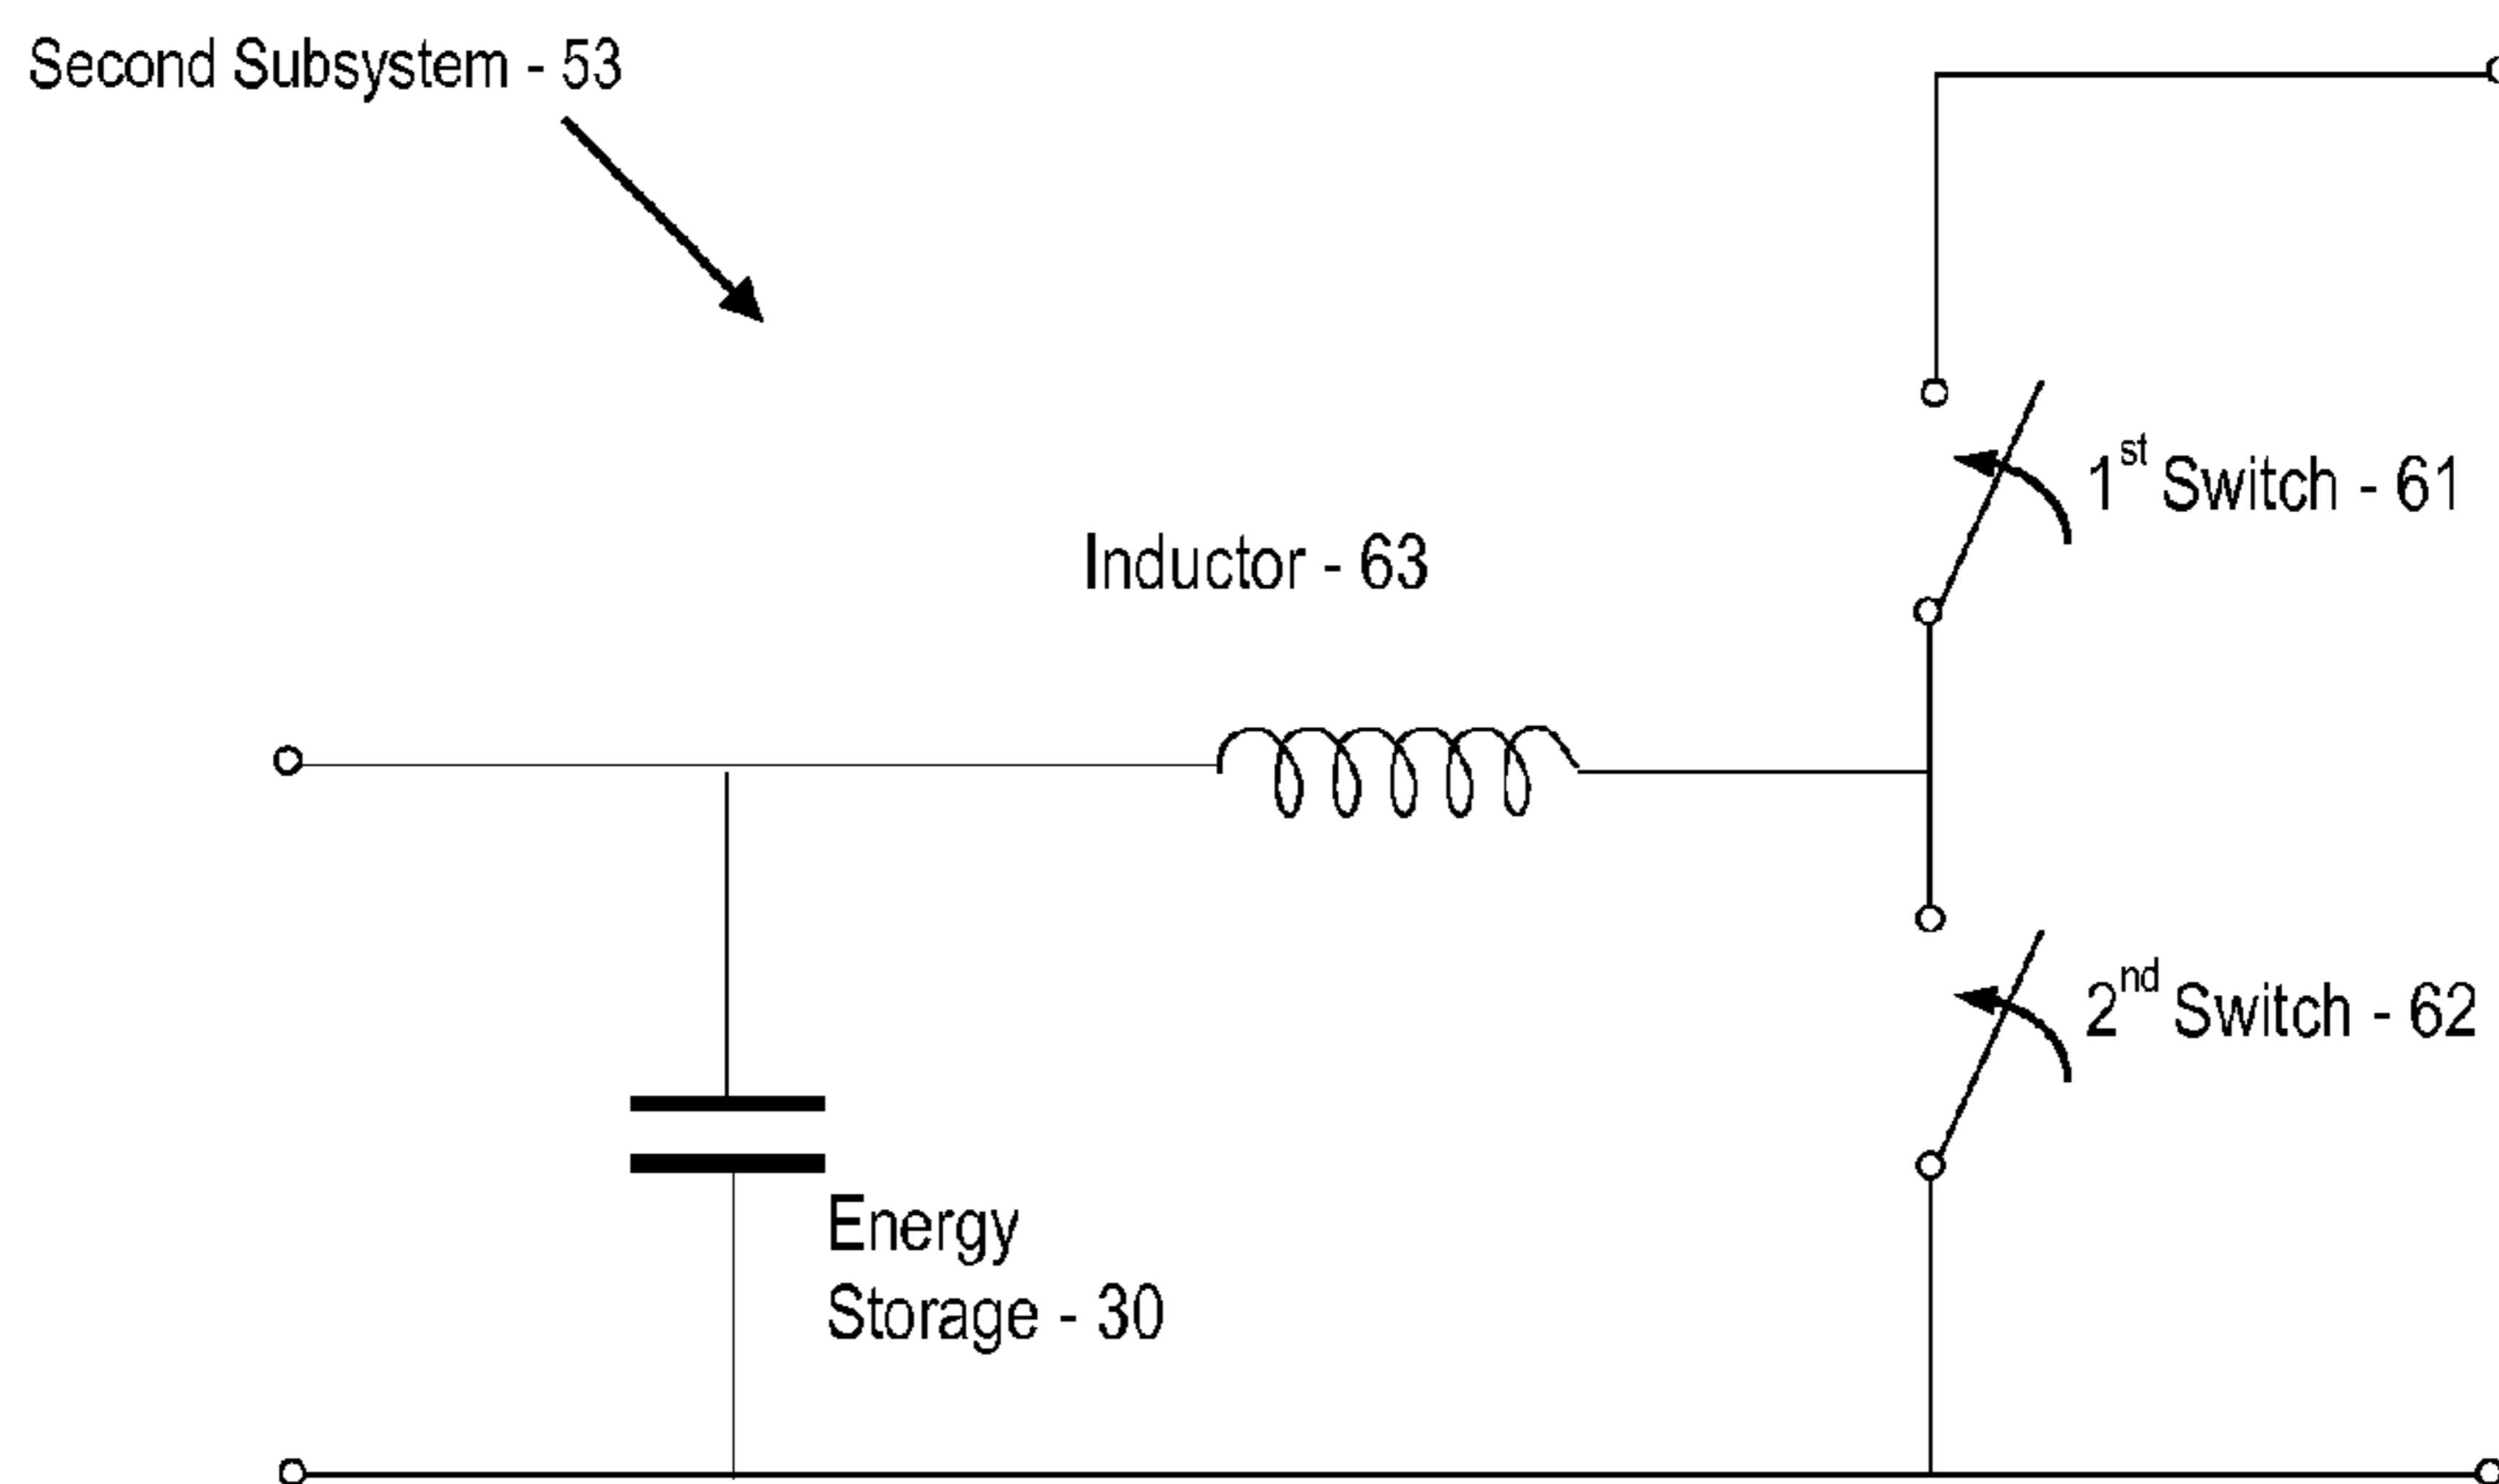 Second Subsystem - 53
1st Switch - 61
Inductor - 63
2nd Switch - 62
Energy
Storage - 30